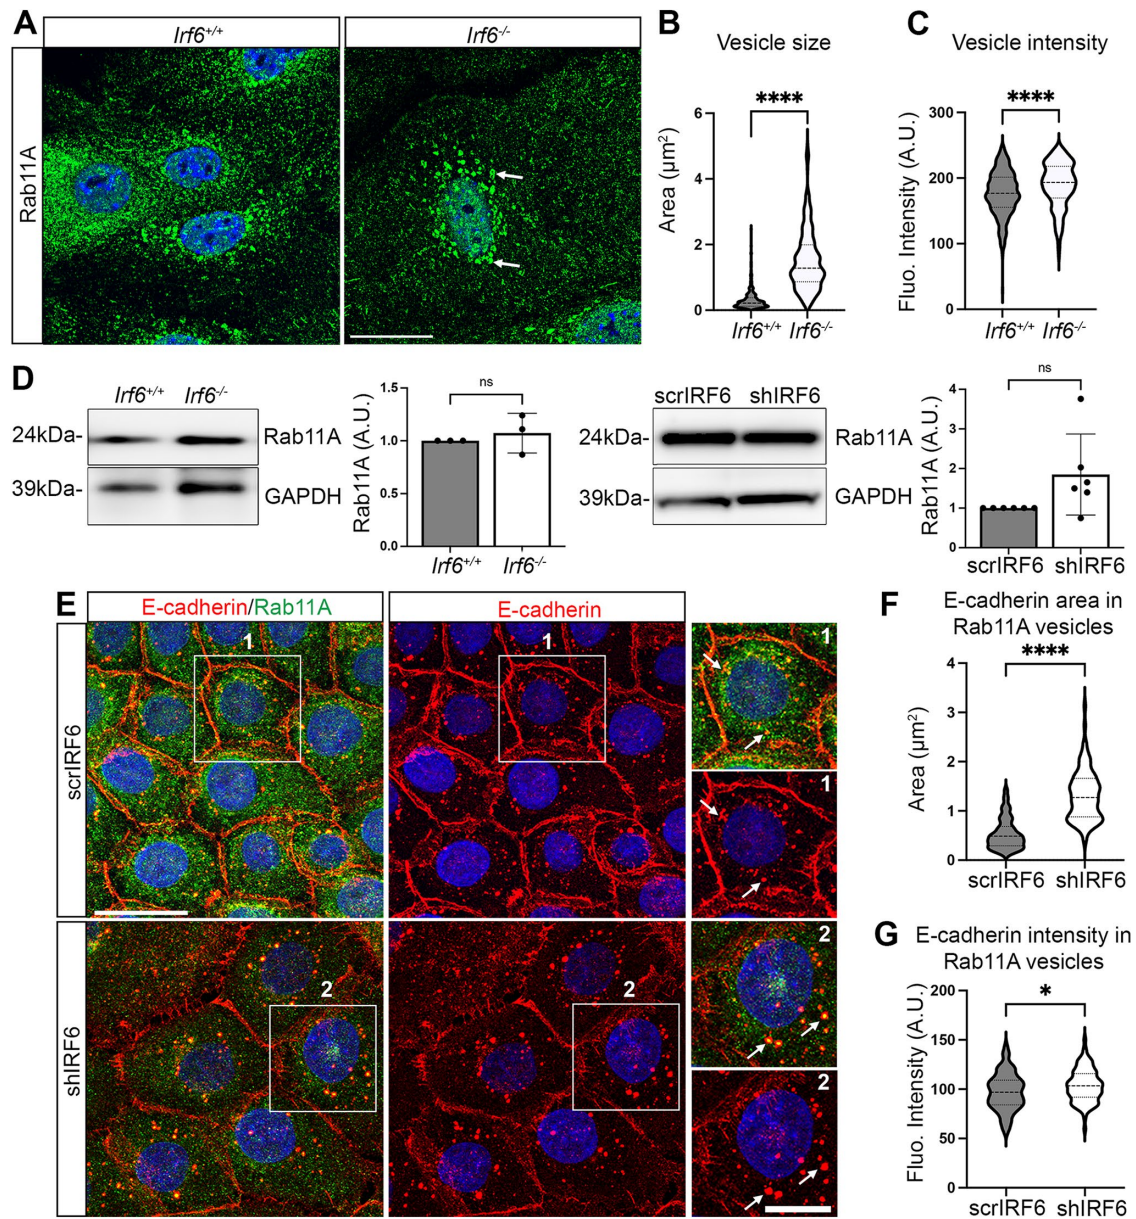 A
Irf6+/+
Irf6-/-
Rab11A
B
Vesicle size
****
Area (µm²)
6
4
2
0
Irf6+/+
Irf6-/-
C
Vesicle intensity
****
Fluo. Intensity (A.U.)
300
200
100
0
Irf6+/+
Irf6-/-
D
Irf6+/+
Irf6-/-
24kDa-
Rab11A
39kDa-
GAPDH
ns
Rab11A (A.U.)
1.5
1.0
0.5
0.0
Irf6+/+
Irf6-/-
scrIRF6
shIRF6
24kDa-
Rab11A
39kDa-
GAPDH
ns
Rab11A (A.U.)
4
3
2
1
0
scrIRF6
shIRF6
E
E-cadherin/Rab11A
E-cadherin
scrIRF6
1
1
1
1
shIRF6
2
2
2
2
F
E-cadherin area in
Rab11A vesicles
****
Area (µm²)
4
3
2
1
0
scrIRF6
shIRF6
G
E-cadherin intensity in
Rab11A vesicles
*
Fluo. Intensity (A.U.)
200
150
100
50
0
scrIRF6
shIRF6